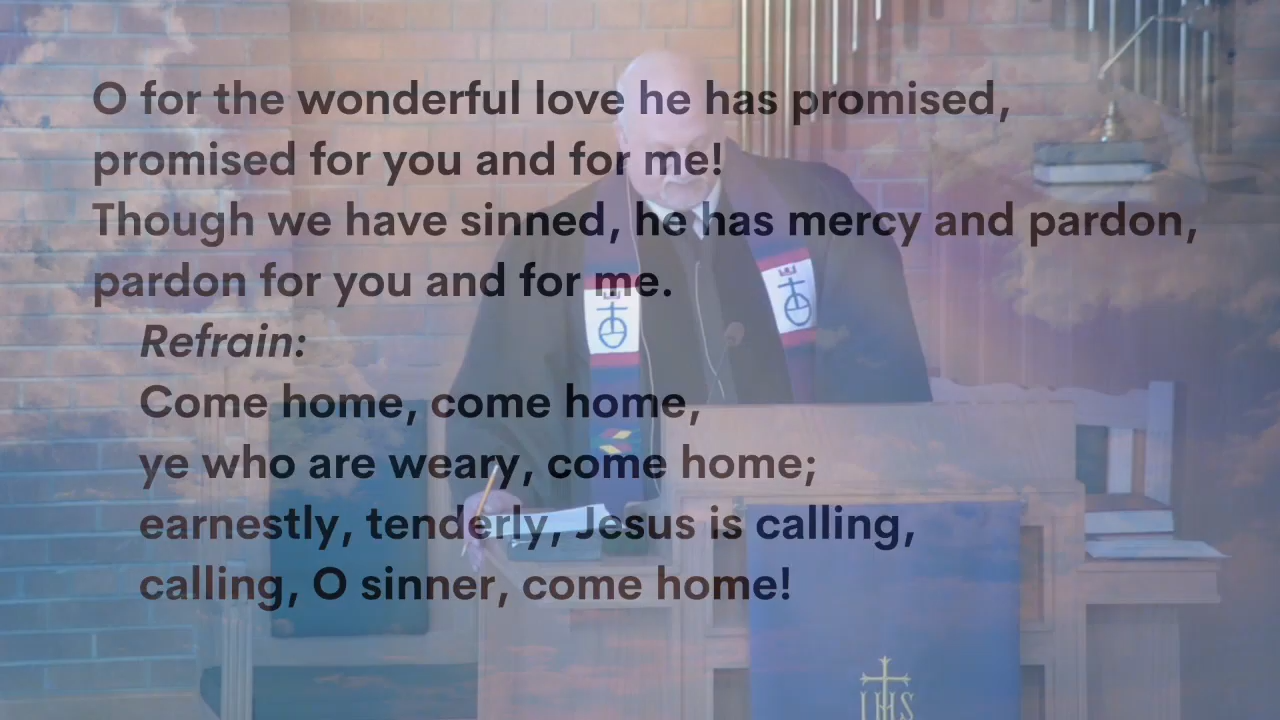 O for the wonderful love he has promised,
promised for you and for me!
Though we have sinned, he has mercy and pardon,
pardon for you and for me.
Refrain:
Come home, come home,
ye who are weary, come home;
earnestly, tenderly, Jesus is calling,
calling, O sinner, come home!
IHS